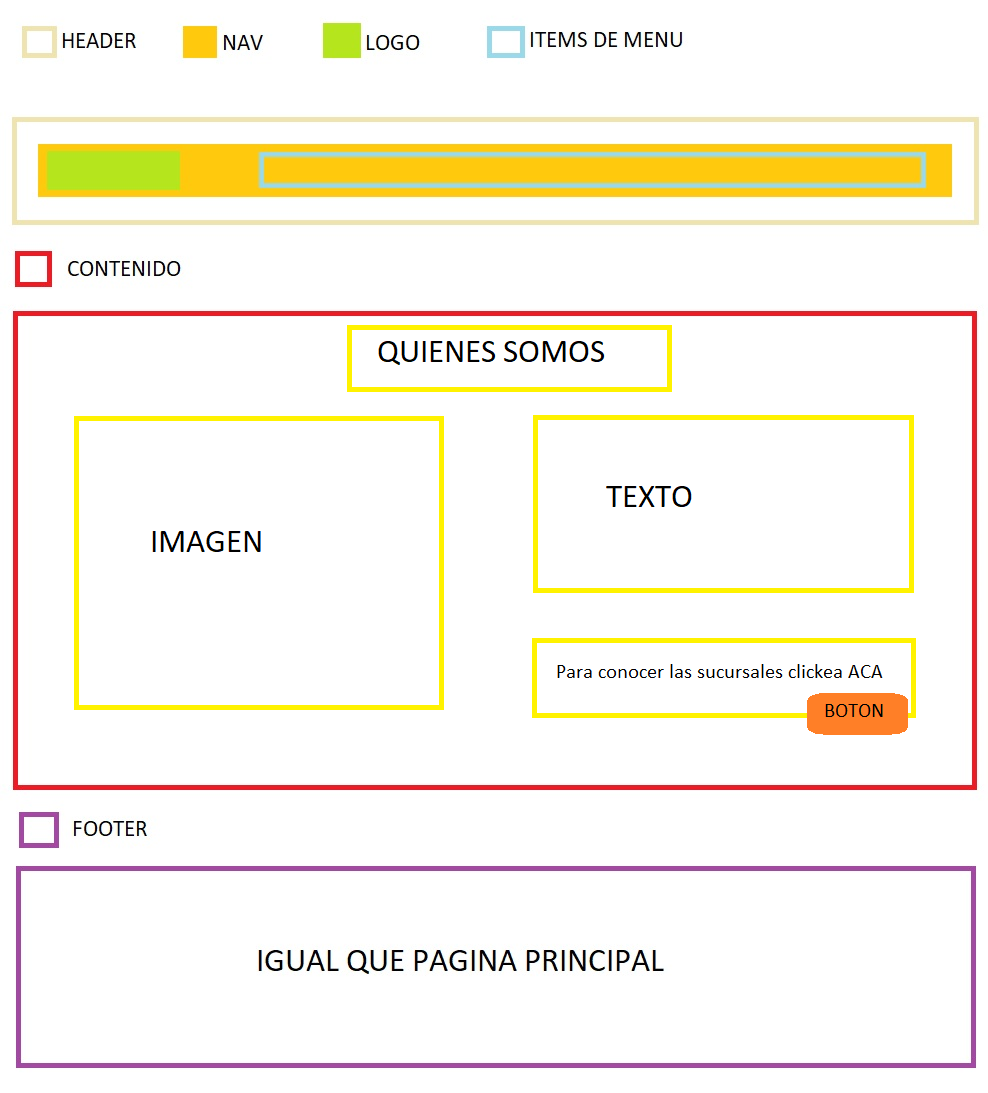 HEADER
NAV
LOGO
ITEMS DE MENU
CONTENIDO
QUIENES SOMOS
IMAGEN
TEXTO
Para conocer las sucursales clickea ACA
BOTON
FOOTER
IGUAL QUE PAGINA PRINCIPAL